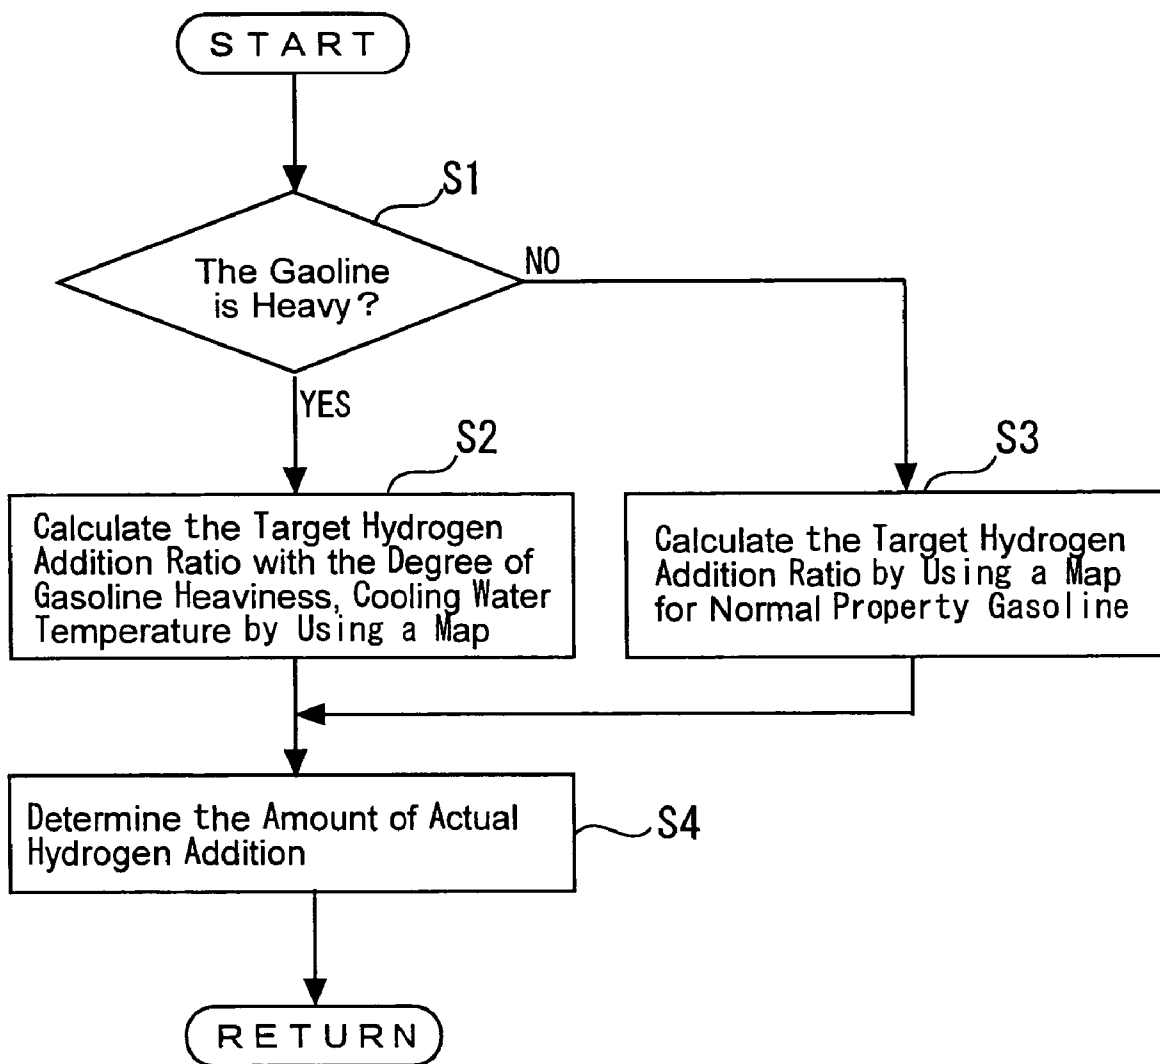 START
S1
The Gaoline
is Heavy?
NO
YES
S2
Calculate the Target Hydrogen
Addition Ratio with the Degree of
Gasoline Heaviness, Cooling Water
Temperature by Using a Map
S3
Calculate the Target Hydrogen
Addition Ratio by Using a Map
for Normal Property Gasoline
Determine the Amount of Actual
Hydrogen Addition
S4
RETURN